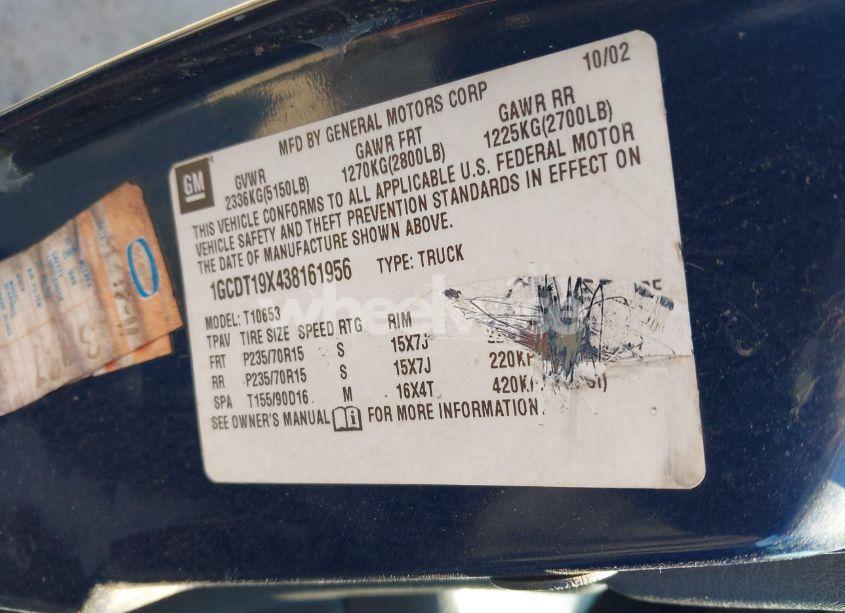 10/02
MFD BY GENERAL MOTORS CORP
GM
GVWR GAWR FRT GAWR RR
2336KG(5150LB) 1270KG(2800LB) 1225KG(2700LB)
THIS VEHICLE CONFORMS TO ALL APPLICABLE U.S. FEDERAL MOTOR
VEHICLE SAFETY AND THEFT PREVENTION STANDARDS IN EFFECT ON
THE DATE OF MANUFACTURE SHOWN ABOVE.
1GCDT19X438161956 TYPE: TRUCK
MODEL: T10653
TPAV TIRE SIZE SPEED RTG RIM
FRT P235/70R15 S 15X7J
RR P235/70R15 S 15X7J 220KP
SPA T155/90D16 M 16X4T 420KP
SEE OWNER'S MANUAL FOR MORE INFORMATION.